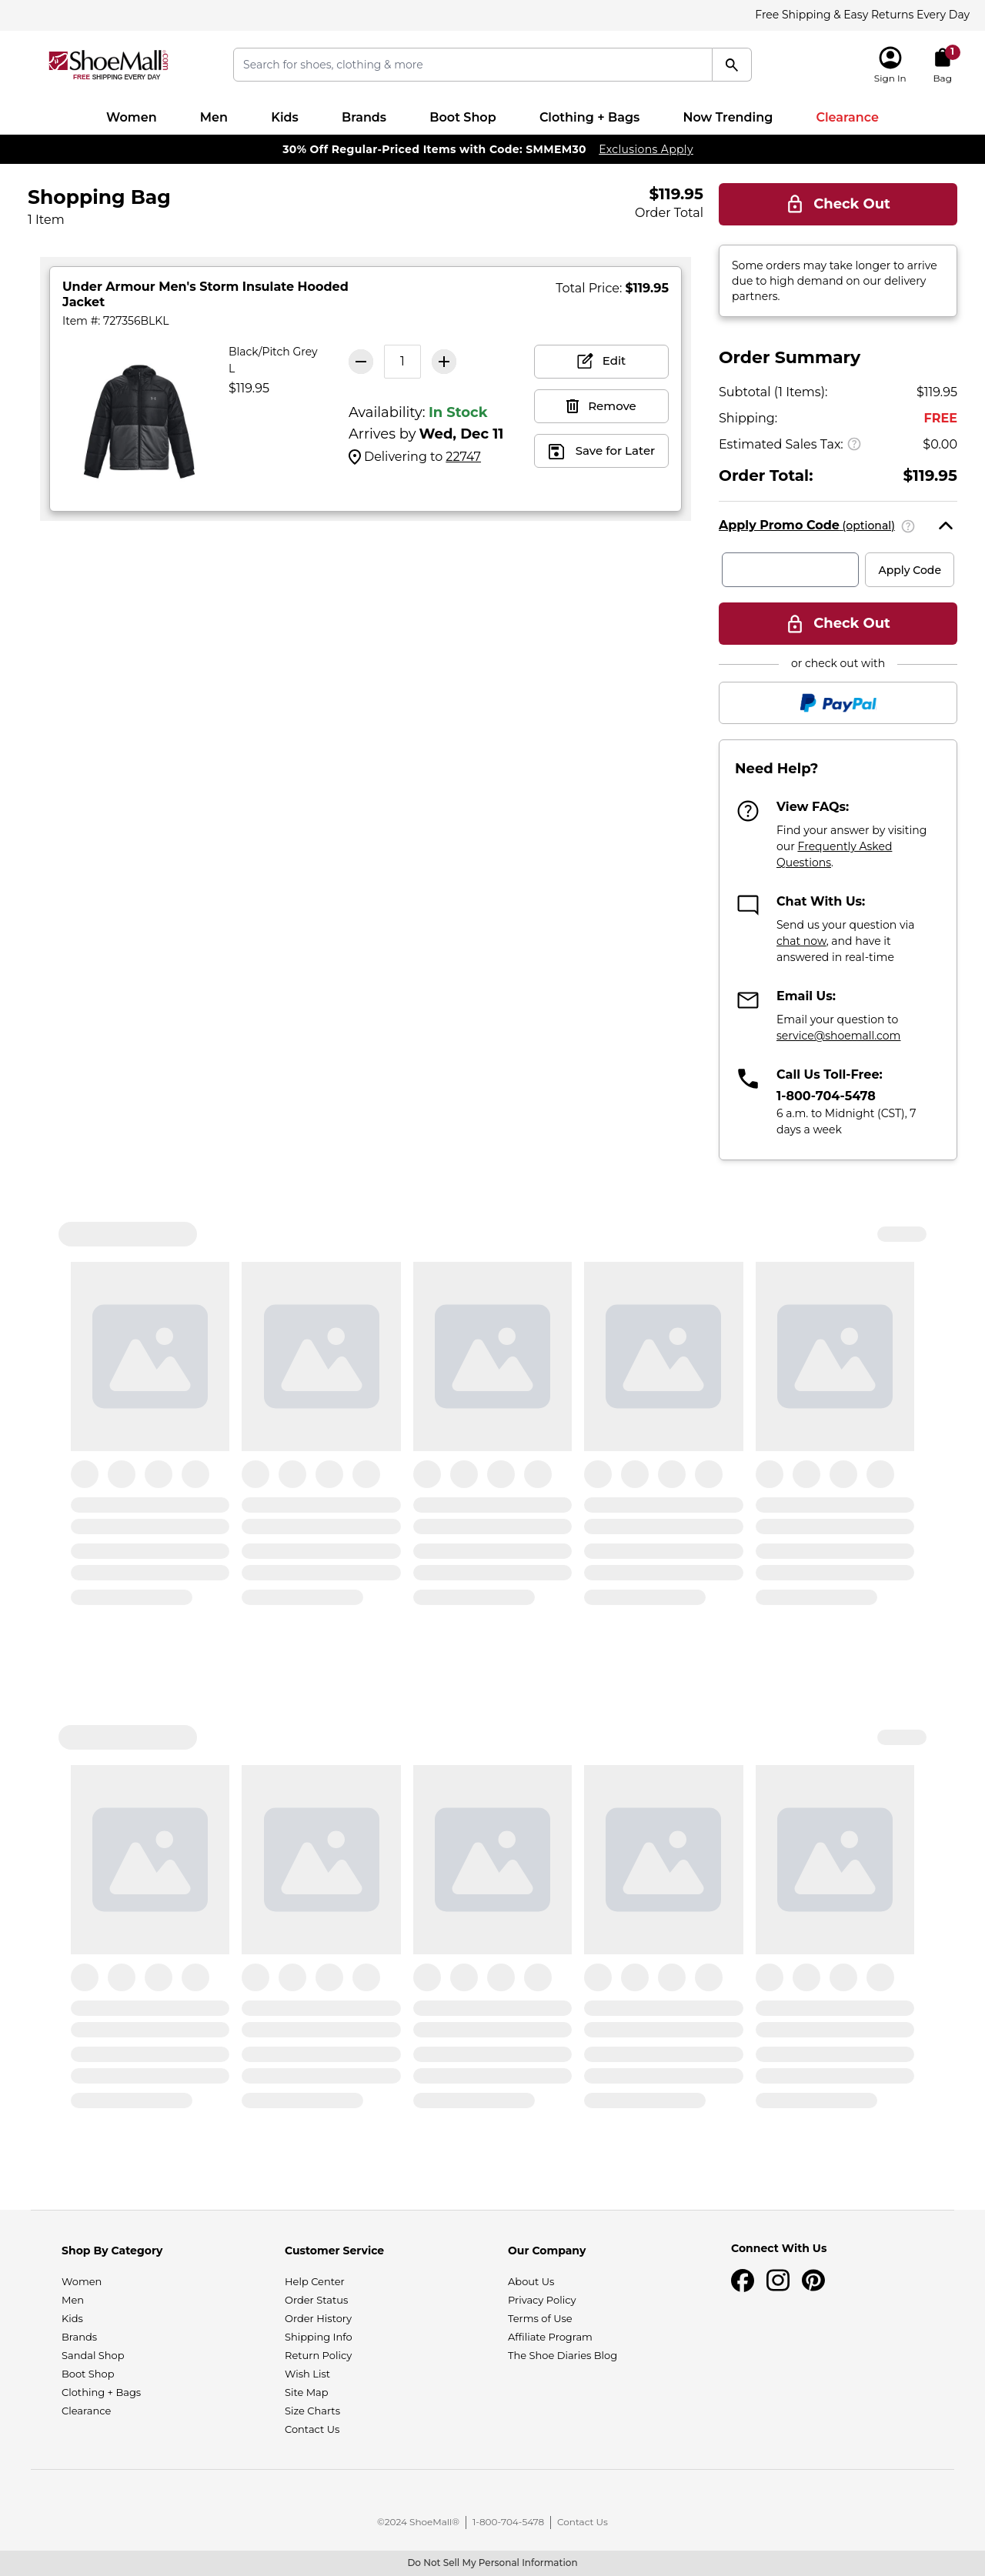 Free Shipping & Easy Returns Every Day
ShoeMall.com
FREE SHIPPING EVERY DAY
Search for shoes, clothing & more
Sign In
1
Bag
Women Men Kids Brands Boot Shop Clothing + Bags Now Trending Clearance
30% Off Regular-Priced Items with Code: SMMEM30 Exclusions Apply
Shopping Bag
1 Item
$119.95
Order Total
Check Out
Some orders may take longer to arrive
due to high demand on our delivery
partners.
Under Armour Men's Storm Insulate Hooded
Jacket
Item #: 727356BLKL
Total Price: $119.95
Black/Pitch Grey
L
$119.95
1
Availability: In Stock
Arrives by Wed, Dec 11
Delivering to 22747
Edit
Remove
Save for Later
Order Summary
Subtotal (1 Items): $119.95
Shipping: FREE
Estimated Sales Tax: ? $0.00
Order Total: $119.95
Apply Promo Code (optional) ?
Apply Code
Check Out
or check out with
PayPal
Need Help?
View FAQs:
Find your answer by visiting
our Frequently Asked
Questions.
Chat With Us:
Send us your question via
chat now, and have it
answered in real-time
Email Us:
Email your question to
service@shoemall.com
Call Us Toll-Free:
1-800-704-5478
6 a.m. to Midnight (CST), 7
days a week
Shop By Category
Women
Men
Kids
Brands
Sandal Shop
Boot Shop
Clothing + Bags
Clearance
Customer Service
Help Center
Order Status
Order History
Shipping Info
Return Policy
Wish List
Site Map
Size Charts
Contact Us
Our Company
About Us
Privacy Policy
Terms of Use
Affiliate Program
The Shoe Diaries Blog
Connect With Us
©2024 ShoeMall® | 1-800-704-5478 | Contact Us
Do Not Sell My Personal Information